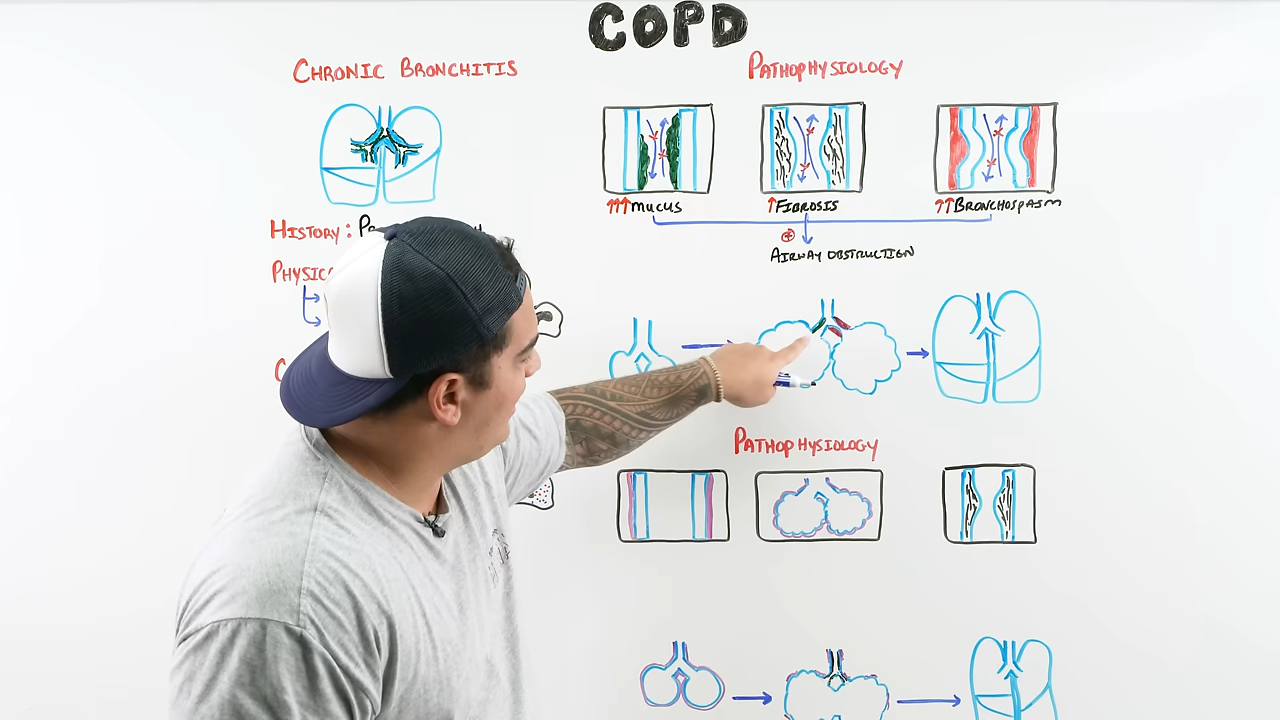 COPD
CHRONIC BRONCHITIS
PATHOPHYSIOLOGY
↑↑↑MUCUS
↑FIBROSIS
↑↑BRONCHOSPASM
HISTORY:
AIRWAY OBSTRUCTION
PATHOPHYSIOLOGY